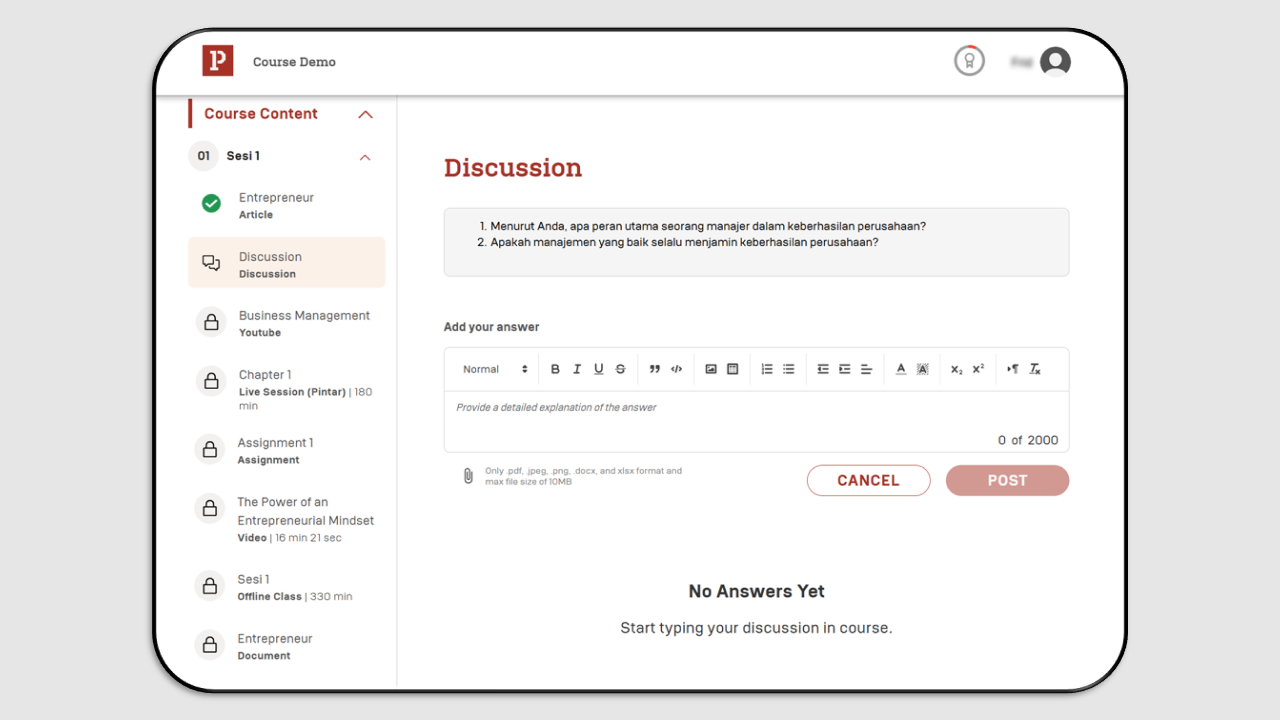 P
Course Demo
Course Content
01 Sesi 1
Entrepreneur
Article
Discussion
Discussion
Business Management
Youtube
Chapter 1
Live Session (Pintar) | 180
min
Assignment 1
Assignment
The Power of an
Entrepreneurial Mindset
Video | 16 min 21 sec
Sesi 1
Offline Class | 330 min
Entrepreneur
Document
Discussion
1. Menurut Anda, apa peran utama seorang manajer dalam keberhasilan perusahaan?
2. Apakah manajemen yang baik selalu menjamin keberhasilan perusahaan?
Add your answer
Normal
Provide a detailed explanation of the answer
0 of 2000
Only .pdf, .jpeg, .png, .docx, and xlsx format and
max file size of 10MB
CANCEL
POST
No Answers Yet
Start typing your discussion in course.